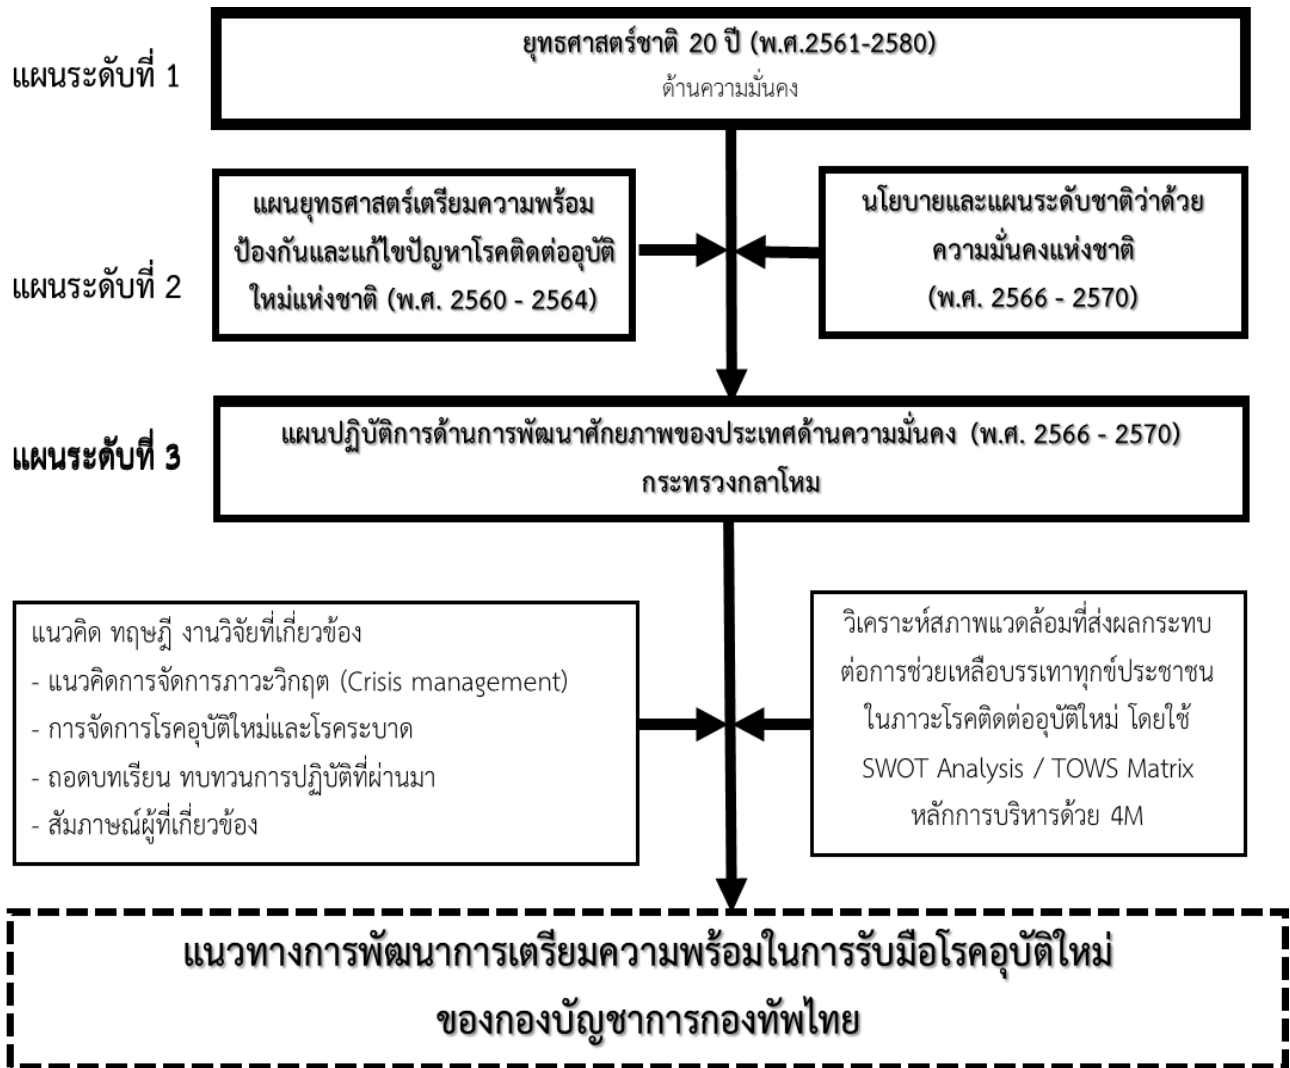 แผนระดับที่ 1
ยุทธศาสตร์ชาติ 20 ปี (พ.ศ.2561-2580)
ด้านความมั่นคง
แผนระดับที่ 2
แผนยุทธศาสตร์เตรียมความพร้อม
ป้องกันและแก้ไขปัญหาโรคติดต่ออุบัติ
ใหม่แห่งชาติ (พ.ศ. 2560 - 2564)
นโยบายและแผนระดับชาติว่าด้วย
ความมั่นคงแห่งชาติ
(พ.ศ. 2566 - 2570)
แผนระดับที่ 3
แผนปฏิบัติการด้านการพัฒนาศักยภาพของประเทศด้านความมั่นคง (พ.ศ. 2566 - 2570)
กระทรวงกลาโหม
แนวคิด ทฤษฎี งานวิจัยที่เกี่ยวข้อง
- แนวคิดการจัดการภาวะวิกฤต (Crisis management)
- การจัดการโรคอุบัติใหม่และโรคระบาด
- ถอดบทเรียน ทบทวนการปฏิบัติที่ผ่านมา
- สัมภาษณ์ผู้ที่เกี่ยวข้อง
วิเคราะห์สภาพแวดล้อมที่ส่งผลกระทบ
ต่อการช่วยเหลือบรรเทาทุกข์ประชาชน
ในภาวะโรคติดต่ออุบัติใหม่ โดยใช้
SWOT Analysis / TOWS Matrix
หลักการบริหารด้วย 4M
แนวทางการพัฒนาการเตรียมความพร้อมในการรับมือโรคอุบัติใหม่
ของกองบัญชาการกองทัพไทย